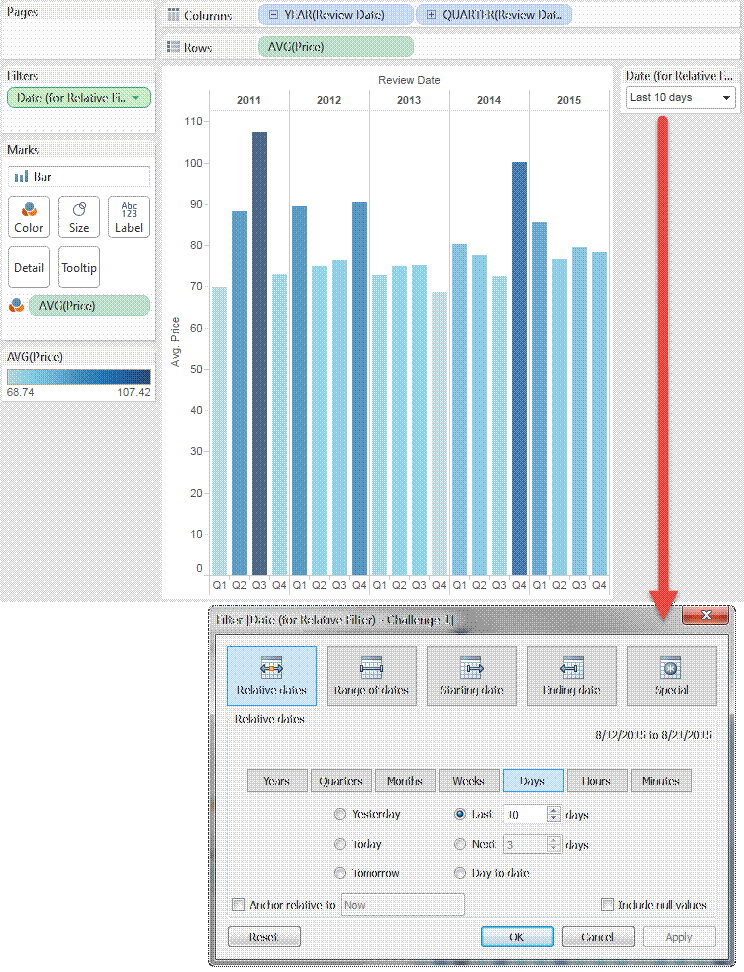 Pages
Columns
YEAR(Review Date)
QUARTER(Review Dat..
Rows
AVG(Price)
Filters
Date (for Relative Fi..
Marks
Bar
Color
Size
Abc
123
Label
Detail
Tooltip
AVG(Price)
AVG(Price)
68.74
107.42
Review Date
2011
2012
2013
2014
2015
Avg. Price
110
100
90
80
70
60
50
40
30
20
10
0
Q1 Q2 Q3 Q4 Q1 Q2 Q3 Q4 Q1 Q2 Q3 Q4 Q1 Q2 Q3 Q4 Q1 Q2 Q3 Q4
Date (for Relative F...
Last 10 days
Filter [Date (for Relative Filter) - Challenge 1]
Relative dates
Range of dates
Starting date
Ending date
Special
Relative dates
8/12/2015 to 8/21/2015
Years
Quarters
Months
Weeks
Days
Hours
Minutes
Yesterday
Last 10 days
Today
Next 3 days
Tomorrow
Day to date
Anchor relative to Now
Include null values
Reset
OK
Cancel
Apply